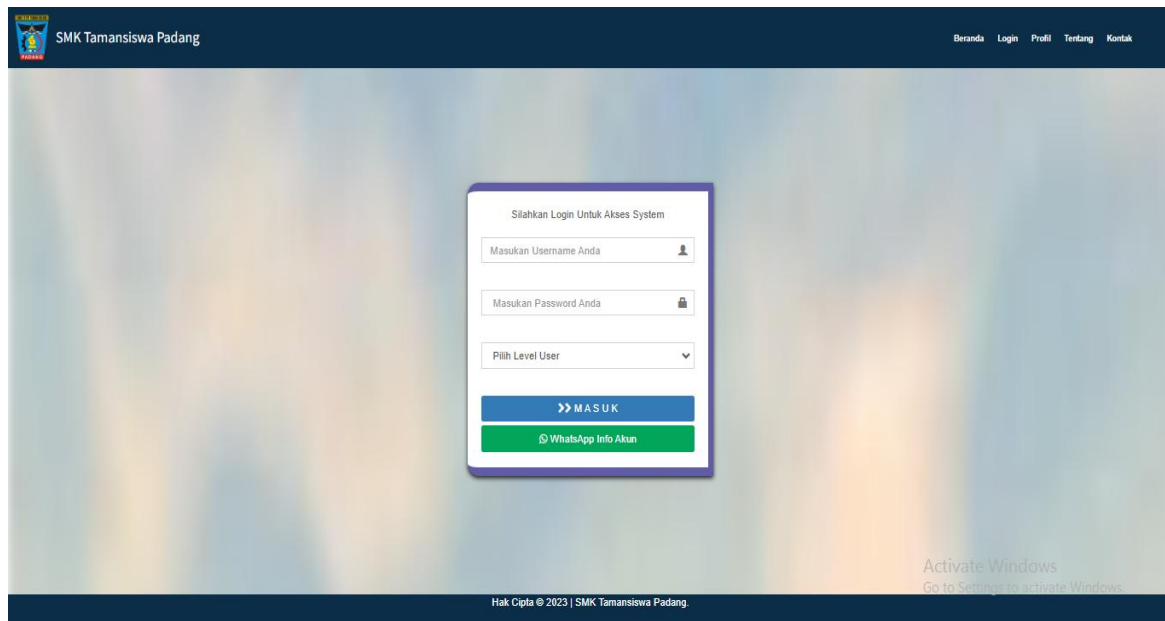 SMK Tamansiswa Padang
Beranda Login Profil Tentang Kontak
PADANG
Silahkan Login Untuk Akses System
Masukan Username Anda
Masukan Password Anda
Pilih Level User
MASUK
WhatsApp Info Akun
Activate Windows
Go to Settings to activate Windows.
Hak Cipta © 2023 | SMK Tamansiswa Padang.